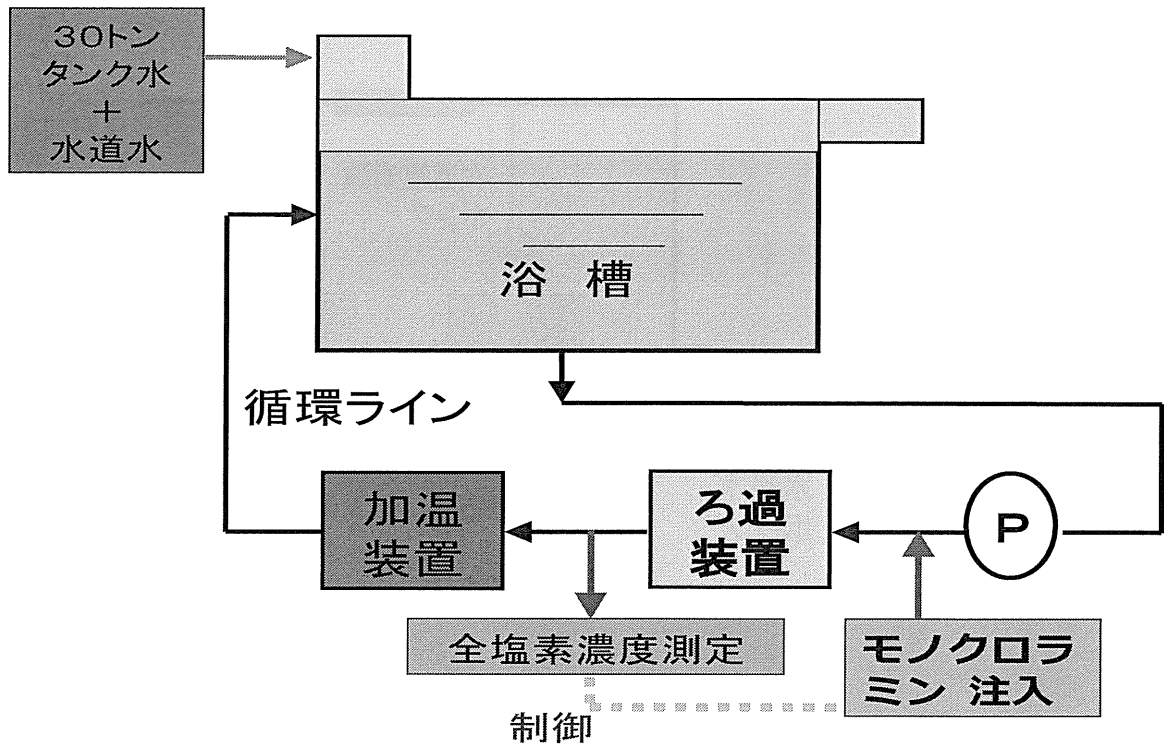 30トン
タンク水
＋
水道水
浴 槽
循環ライン
加温
装置
ろ過
装置
P
全塩素濃度測定
モノクロラ
ミン 注入
制御